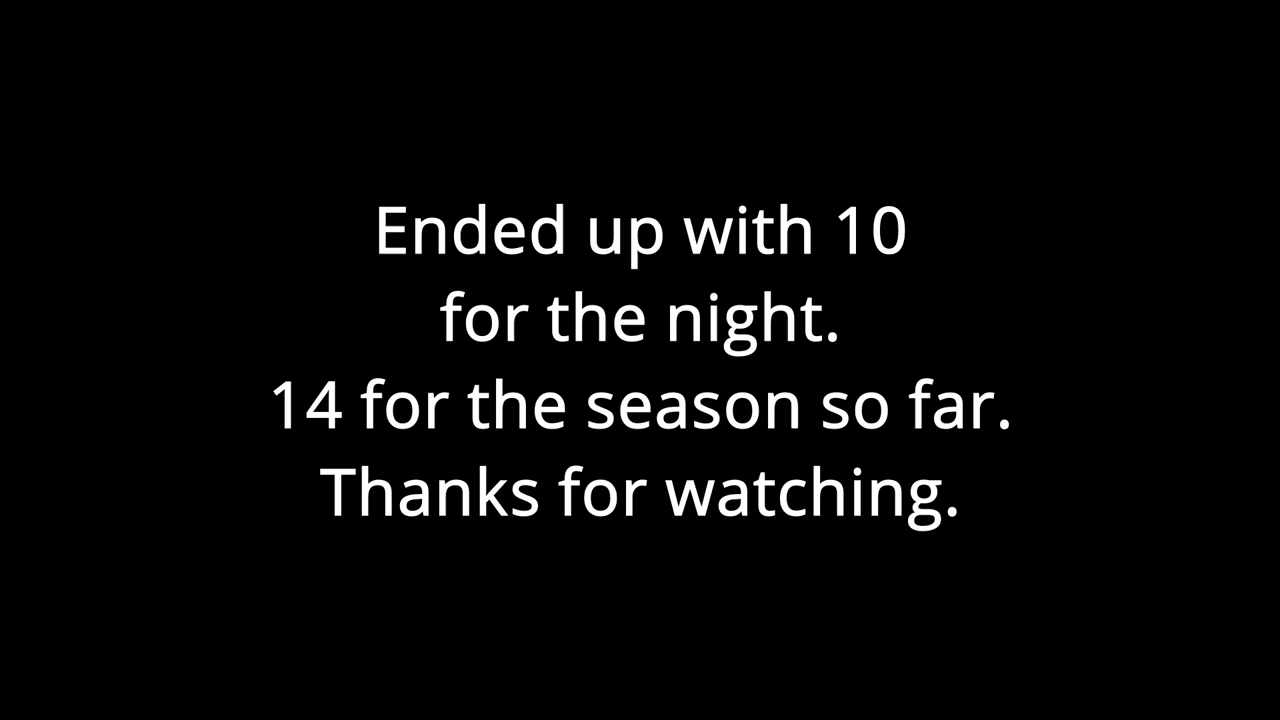 Ended up with 10
for the night.
14 for the season so far.
Thanks for watching.